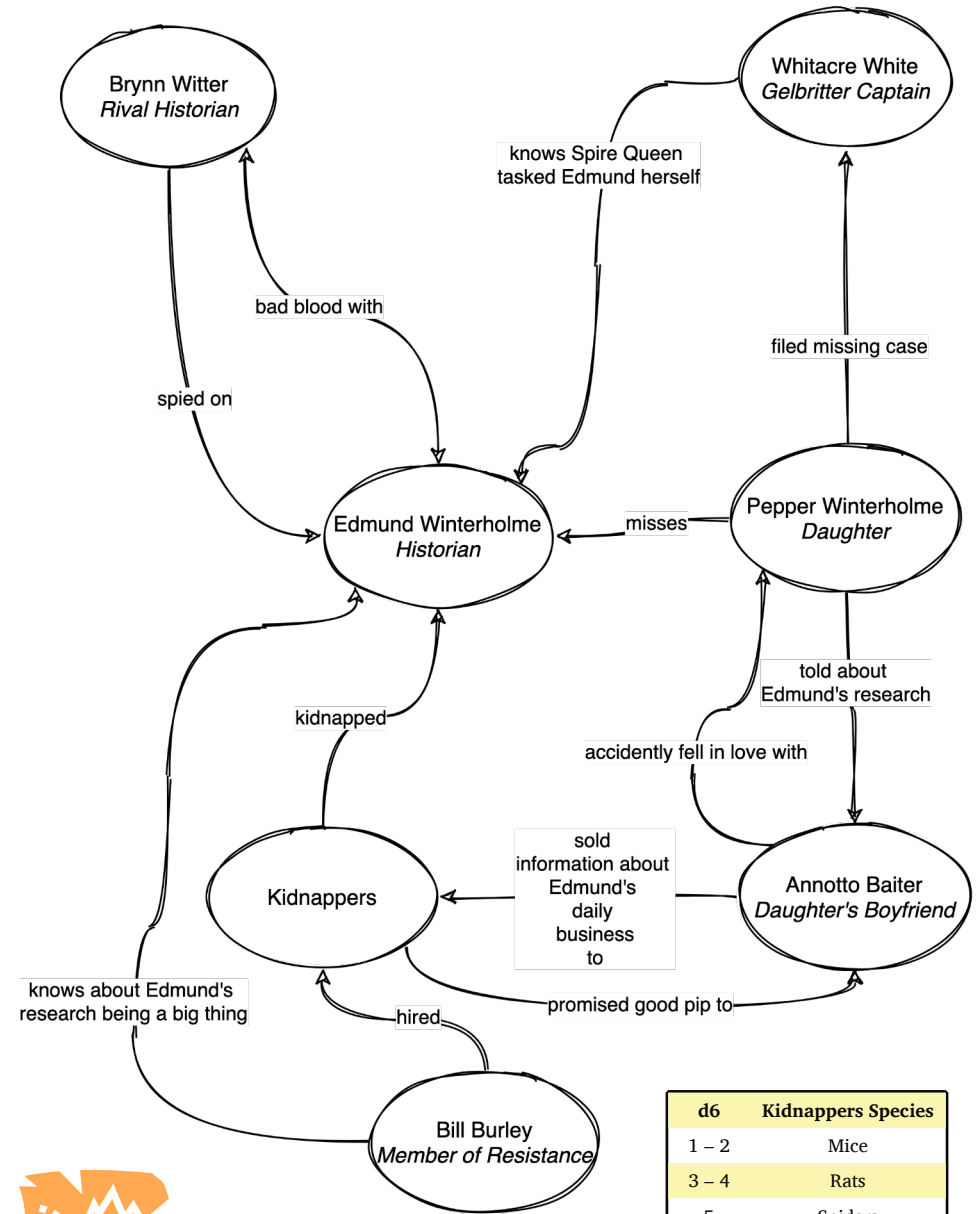 Brynn Witter
Rival Historian
Whitacre White
Gelbritter Captain
knows Spire Queen
tasked Edmund herself
bad blood with
filed missing case
spied on
Edmund Winterholme
Historian
misses
Pepper Winterholme
Daughter
told about
Edmund's research
kidnapped
accidently fell in love with
sold
information about
Edmund's
daily
business
to
Kidnappers
Annotto Baiter
Daughter's Boyfriend
knows about Edmund's
research being a big thing
promised good pip to
hired
Bill Burley
Member of Resistance
d6 Kidnappers Species
1 – 2 Mice
3 – 4 Rats
5